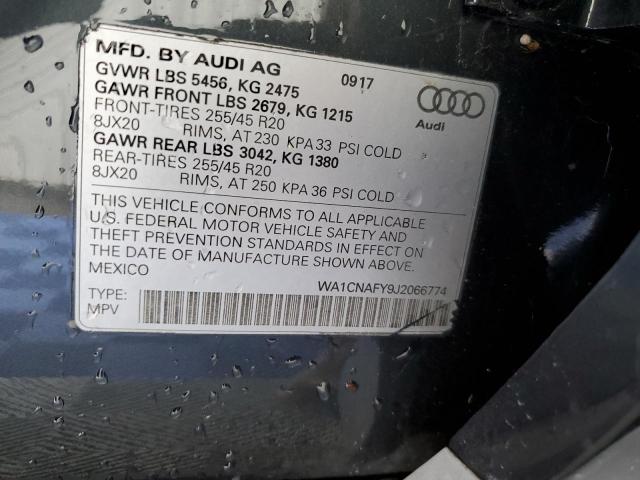 MFD. BY AUDI AG 0917
GVWR LBS 5456, KG 2475
GAWR FRONT LBS 2679, KG 1215
FRONT-TIRES 255/45 R20
8JX20 RIMS, AT 230 KPA 33 PSI COLD
GAWR REAR LBS 3042, KG 1380
REAR-TIRES 255/45 R20
8JX20 RIMS, AT 250 KPA 36 PSI COLD
Audi
THIS VEHICLE CONFORMS TO ALL APPLICABLE
U.S. FEDERAL MOTOR VEHICLE SAFETY AND
THEFT PREVENTION STANDARDS IN EFFECT ON
THE DATE OF MANUFACTURE SHOWN ABOVE.
MEXICO
WA1CNAFY9J2066774
TYPE:
MPV